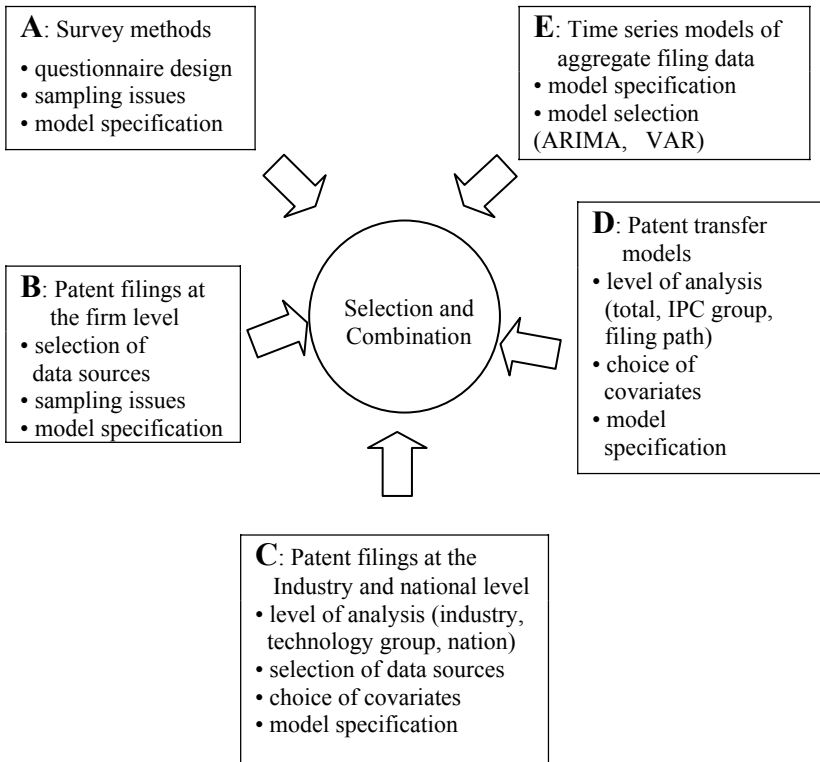 A: Survey methods
• questionnaire design
• sampling issues
• model specification
E: Time series models of
aggregate filing data
• model specification
• model selection
(ARIMA, VAR)
B: Patent filings at
the firm level
• selection of
data sources
• sampling issues
• model specification
Selection and
Combination
D: Patent transfer
models
• level of analysis
(total, IPC group,
filing path)
• choice of
covariates
• model
specification
C: Patent filings at the
Industry and national level
• level of analysis (industry,
technology group, nation)
• selection of data sources
• choice of covariates
• model specification